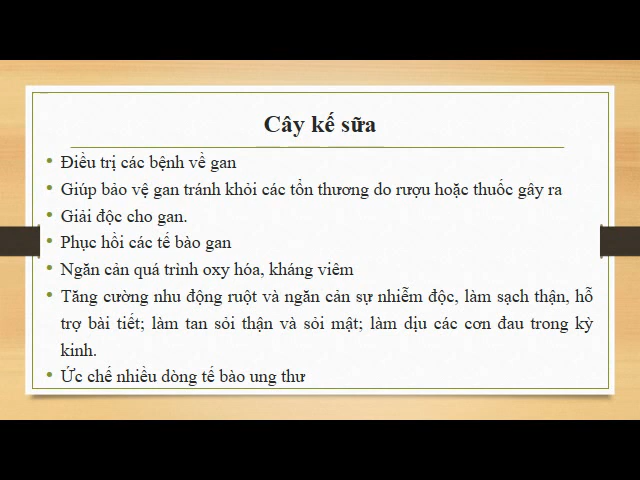 Cây kế sữa
• Điều trị các bệnh về gan
• Giúp bảo vệ gan tránh khỏi các tổn thương do rượu hoặc thuốc gây ra
• Giải độc cho gan.
• Phục hồi các tế bào gan
• Ngăn cản quá trình oxy hóa, kháng viêm
• Tăng cường nhu động ruột và ngăn cản sự nhiễm độc, làm sạch thận, hỗ
trợ bài tiết; làm tan sỏi thận và sỏi mật; làm dịu các cơn đau trong kỳ
kinh.
• Ức chế nhiều dòng tế bào ung thư